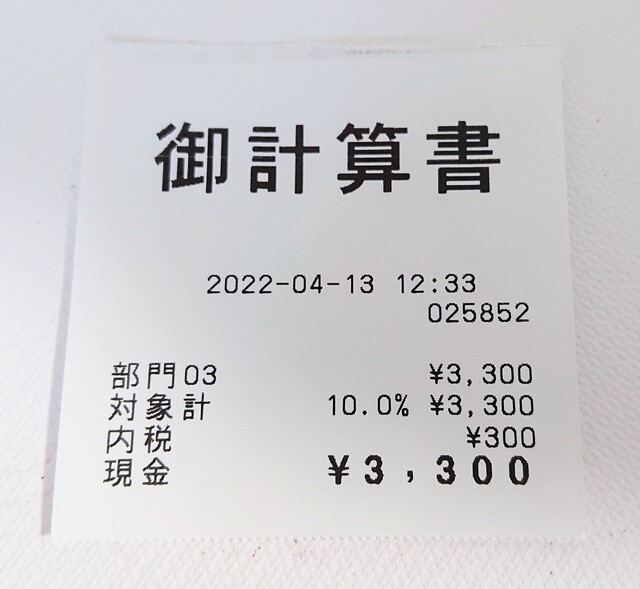 御計算書
2022-04-13 12:33
025852
部門03 ¥3,300
対象計 10.0% ¥3,300
内税 ¥300
現金 ¥3,300